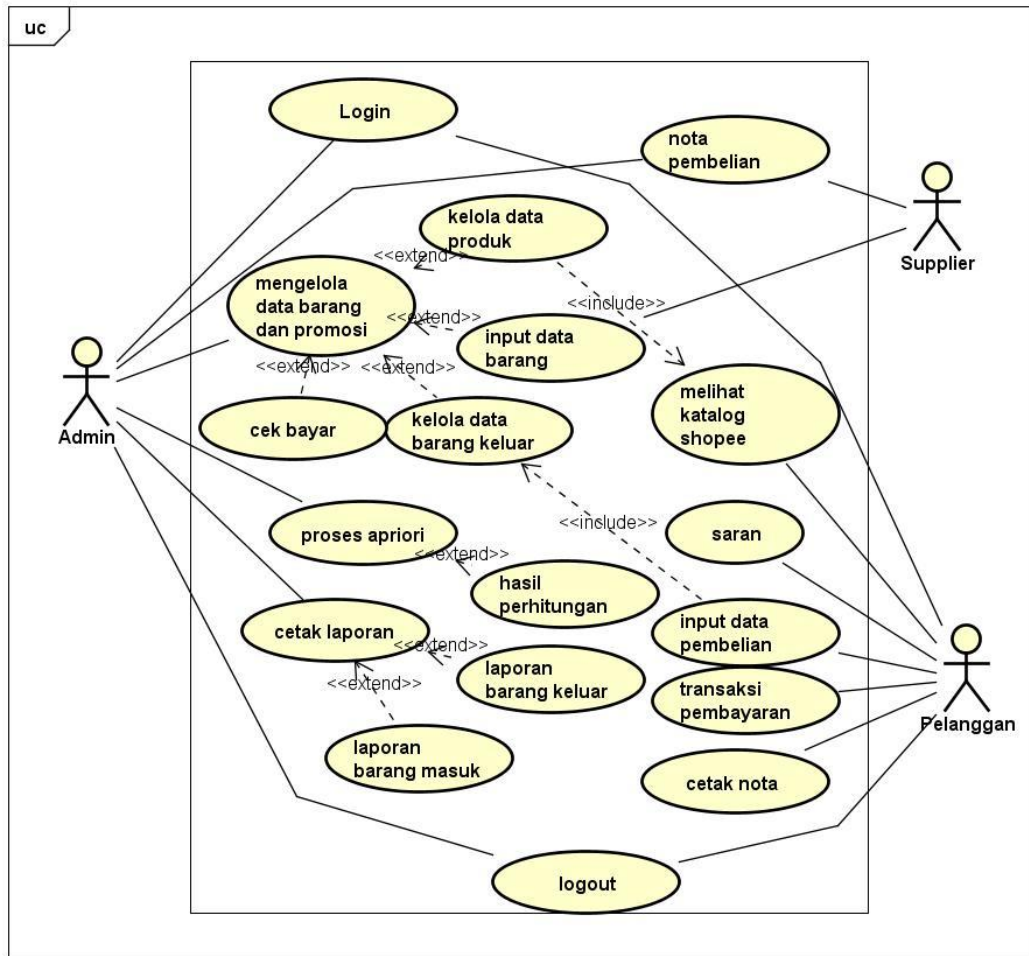 uc
Login
nota
pembelian
Supplier
kelola data
produk
<<extend>>
mengelola
data barang
dan promosi
<<include>>
<<extend>>
input data
barang
<<extend>>
<<extend>>
melihat
katalog
shopee
Admin
cek bayar
kelola data
barang keluar
<<include>>
saran
proses apriori
<<extend>>
hasil
perhitungan
input data
pembelian
cetak laporan
<<extend>>
laporan
barang keluar
<<extend>>
transaksi
pembayaran
Pelanggan
laporan
barang masuk
cetak nota
logout